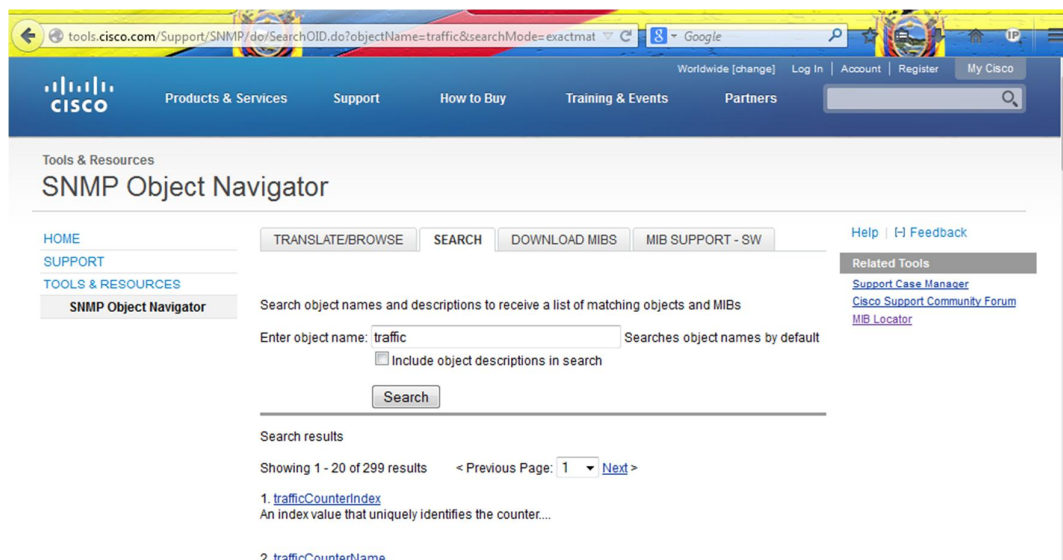 tools.cisco.com/Support/SNMP/do/SearchOID.do?objectName=traffic&searchMode=exactmat
Google
IP
Worldwide [change] Log In | Account | Register My Cisco
CISCO
Products & Services Support How to Buy Training & Events Partners
Tools & Resources
SNMP Object Navigator
HOME
SUPPORT
TOOLS & RESOURCES
SNMP Object Navigator
TRANSLATE/BROWSE SEARCH DOWNLOAD MIBS MIB SUPPORT - SW
Search object names and descriptions to receive a list of matching objects and MIBs
Enter object name: traffic Searches object names by default
Include object descriptions in search
Search
Search results
Showing 1 - 20 of 299 results < Previous Page: 1 Next >
1. trafficCounterIndex
An index value that uniquely identifies the counter....
2. trafficCounterName
Help | [-] Feedback
Related Tools
Support Case Manager
Cisco Support Community Forum
MIB Locator